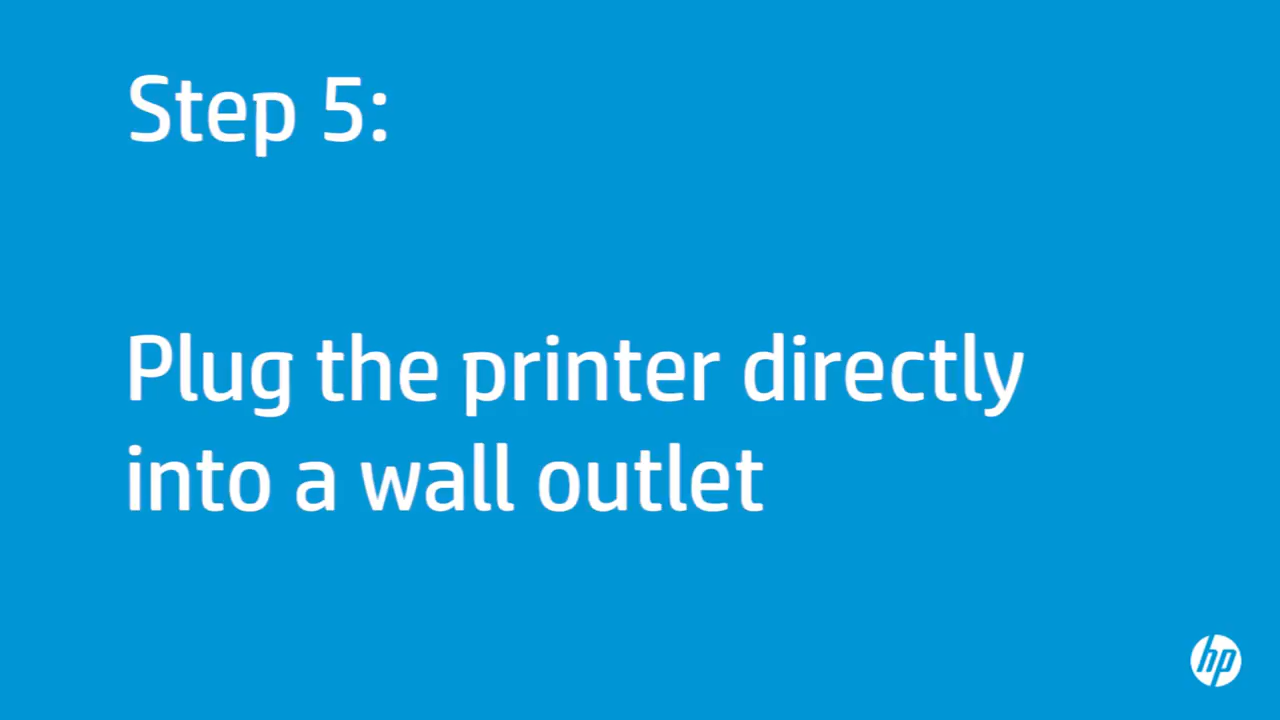 Step 5:
Plug the printer directly
into a wall outlet
hp